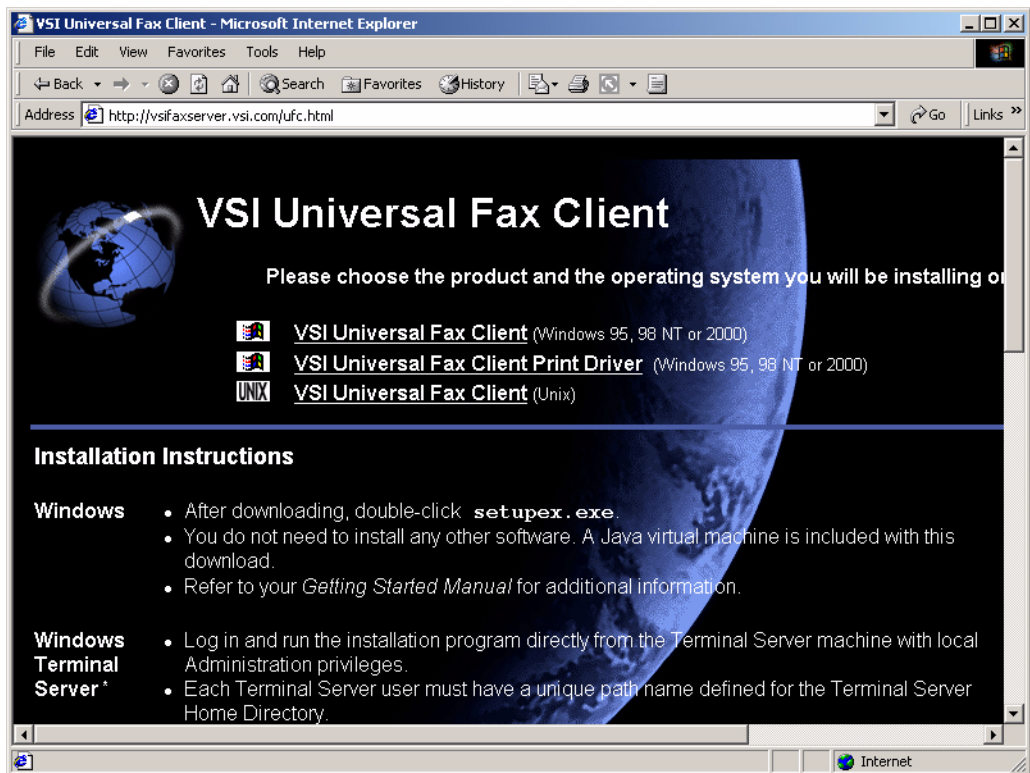 VSI Universal Fax Client - Microsoft Internet Explorer
File Edit View Favorites Tools Help
Back Search Favorites History
Address http://vsifaxserver.vsi.com/ufc.html Go Links »
VSI Universal Fax Client
Please choose the product and the operating system you will be installing
VSI Universal Fax Client (Windows 95, 98 NT or 2000)
VSI Universal Fax Client Print Driver (Windows 95, 98 NT or 2000)
UNIX VSI Universal Fax Client (Unix)
Installation Instructions
Windows • After downloading, double-click setupex.exe.
• You do not need to install any other software. A Java virtual machine is included with this
download.
• Refer to your Getting Started Manual for additional information.
Windows • Log in and run the installation program directly from the Terminal Server machine with local
Terminal Administration privileges.
Server * • Each Terminal Server user must have a unique path name defined for the Terminal Server
Home Directory.
Internet